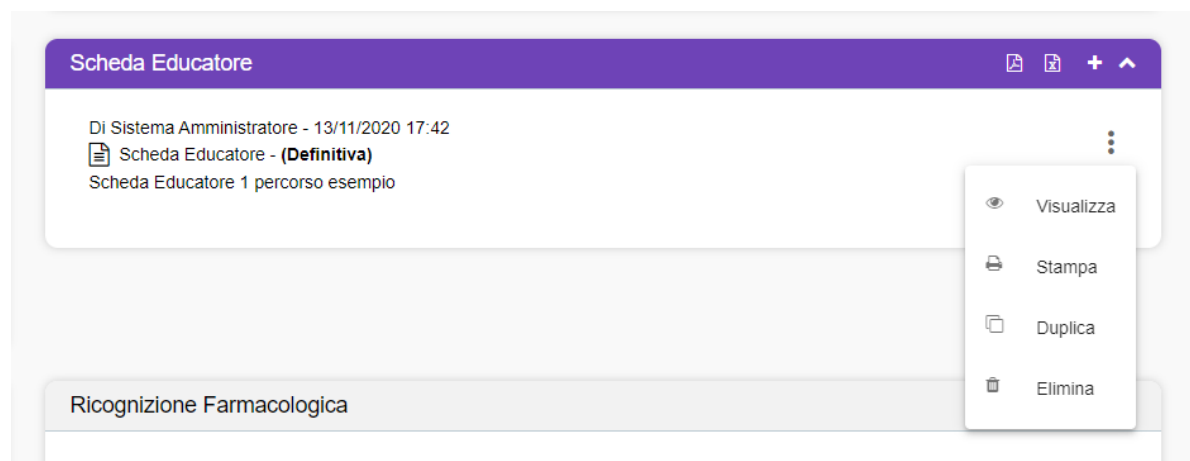 Scheda Educatore
Di Sistema Amministratore - 13/11/2020 17:42
Scheda Educatore - (Definitiva)
Scheda Educatore 1 percorso esempio
Visualizza
Stampa
Duplica
Elimina
Ricognizione Farmacologica